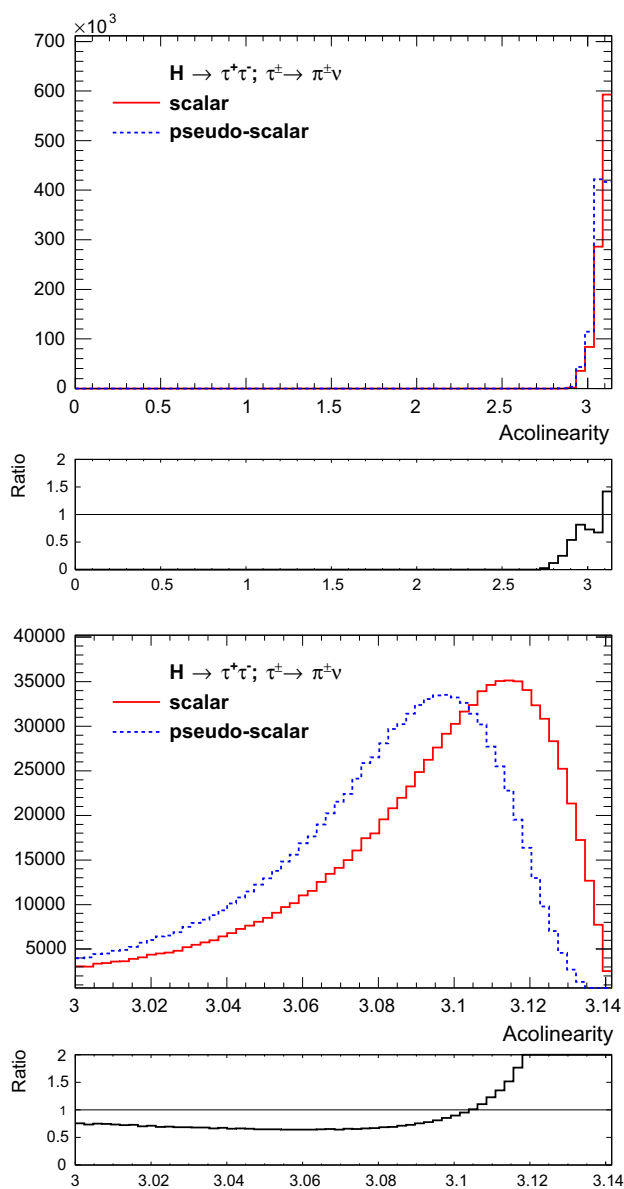 ×10³
700
H → τ⁺τ⁻; τ± → π±ν
600
scalar
500
pseudo-scalar
400
300
200
100
0
0 0.5 1 1.5 2 2.5 3
Acolinearity
Ratio
2
1.5
1
0.5
0
0 0.5 1 1.5 2 2.5 3
40000
H → τ⁺τ⁻; τ± → π±ν
35000
scalar
30000
pseudo-scalar
25000
20000
15000
10000
5000
3 3.02 3.04 3.06 3.08 3.1 3.12 3.14
Acolinearity
Ratio
2
1.5
1
0.5
0
3 3.02 3.04 3.06 3.08 3.1 3.12 3.14